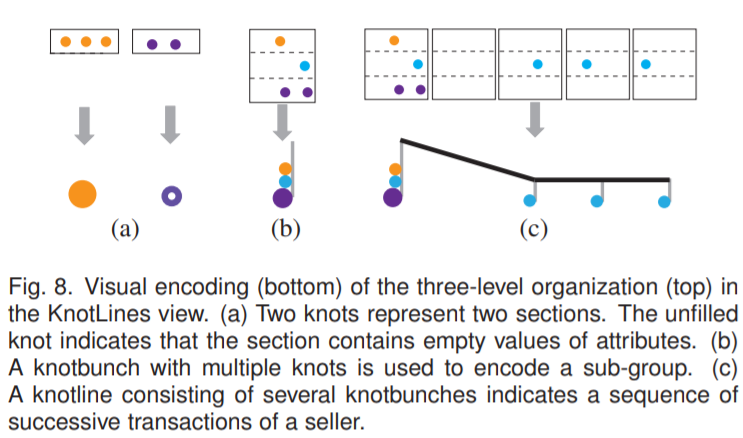 (a)
(b)
(c)
Fig. 8. Visual encoding (bottom) of the three-level organization (top) in
the KnotLines view. (a) Two knots represent two sections. The unfilled
knot indicates that the section contains empty values of attributes. (b)
A knotbunch with multiple knots is used to encode a sub-group. (c)
A knotline consisting of several knotbunches indicates a sequence of
successive transactions of a seller.